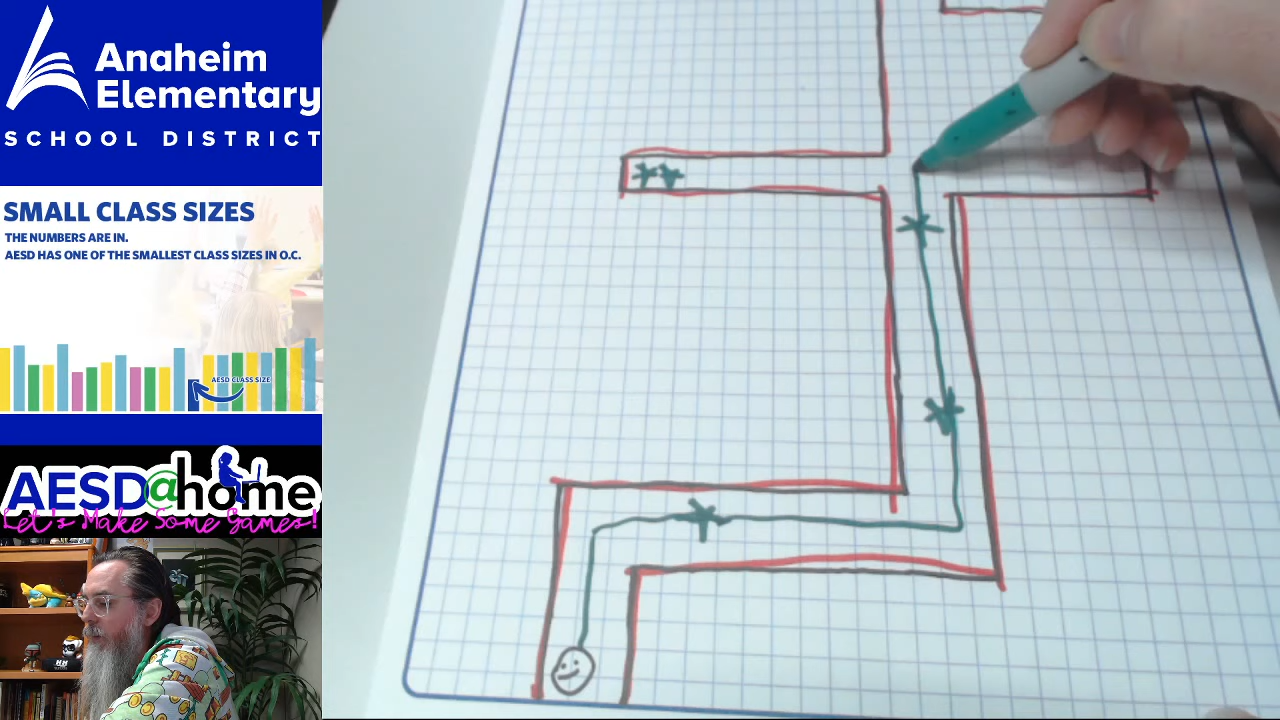 Anaheim
Elementary
SCHOOL DISTRICT
SMALL CLASS SIZES
THE NUMBERS ARE IN.
AESD HAS ONE OF THE SMALLEST CLASS SIZES IN O.C.
AESD CLASS SIZE
AESD@home
Let's Make Some Games!